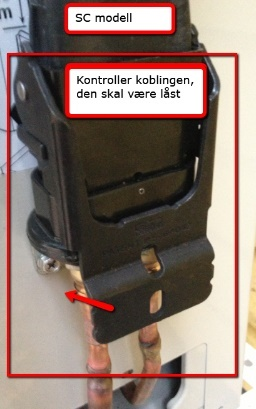 SC modell
Kontroller koblingen,
den skal være låst
m